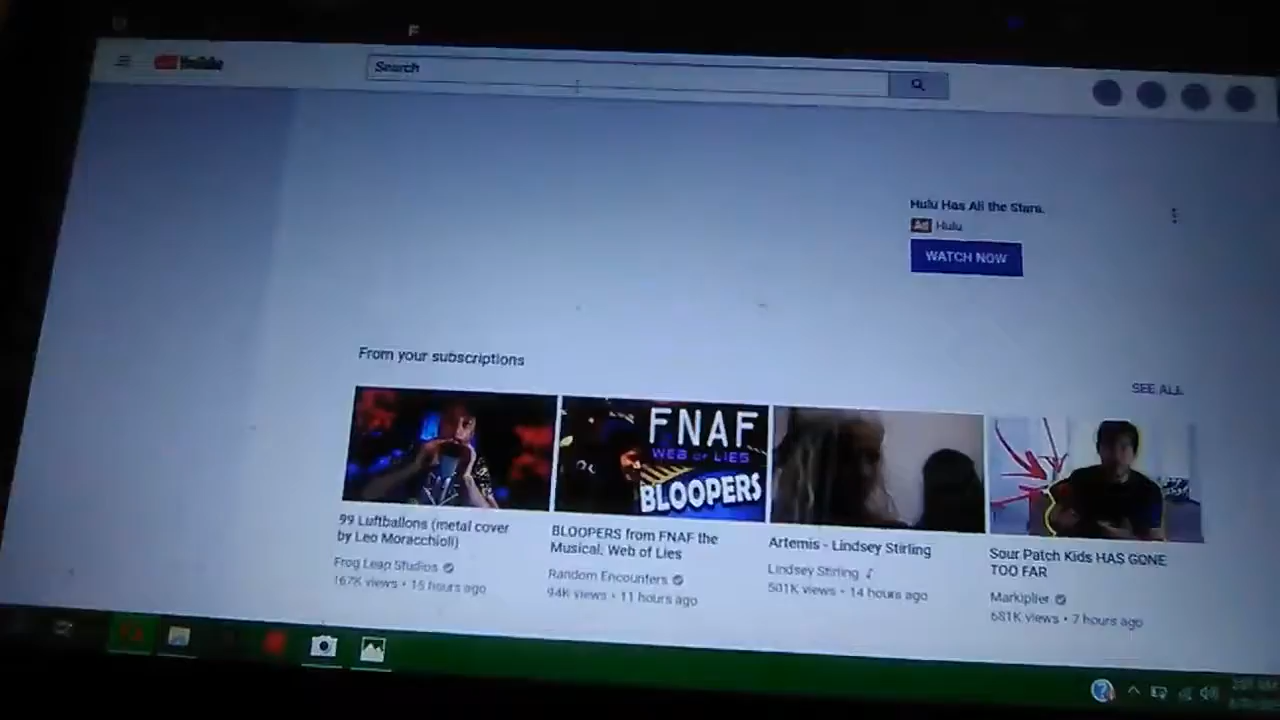 YouTube
Search
Hulu Has All the Stars.
Ad Hulu
WATCH NOW
From your subscriptions
SEE ALL
FNAF
WEB OF LIES
BLOOPERS
99 Luftballons (metal cover
by Leo Moracchioli)
Frog Leap Studios
167K views • 15 hours ago
BLOOPERS from FNAF the
Musical: Web of Lies
Random Encounters
94K views • 11 hours ago
Artemis - Lindsey Stirling
Lindsey Stirling
501K views • 14 hours ago
Sour Patch Kids HAS GONE
TOO FAR
Markiplier
681K views • 7 hours ago